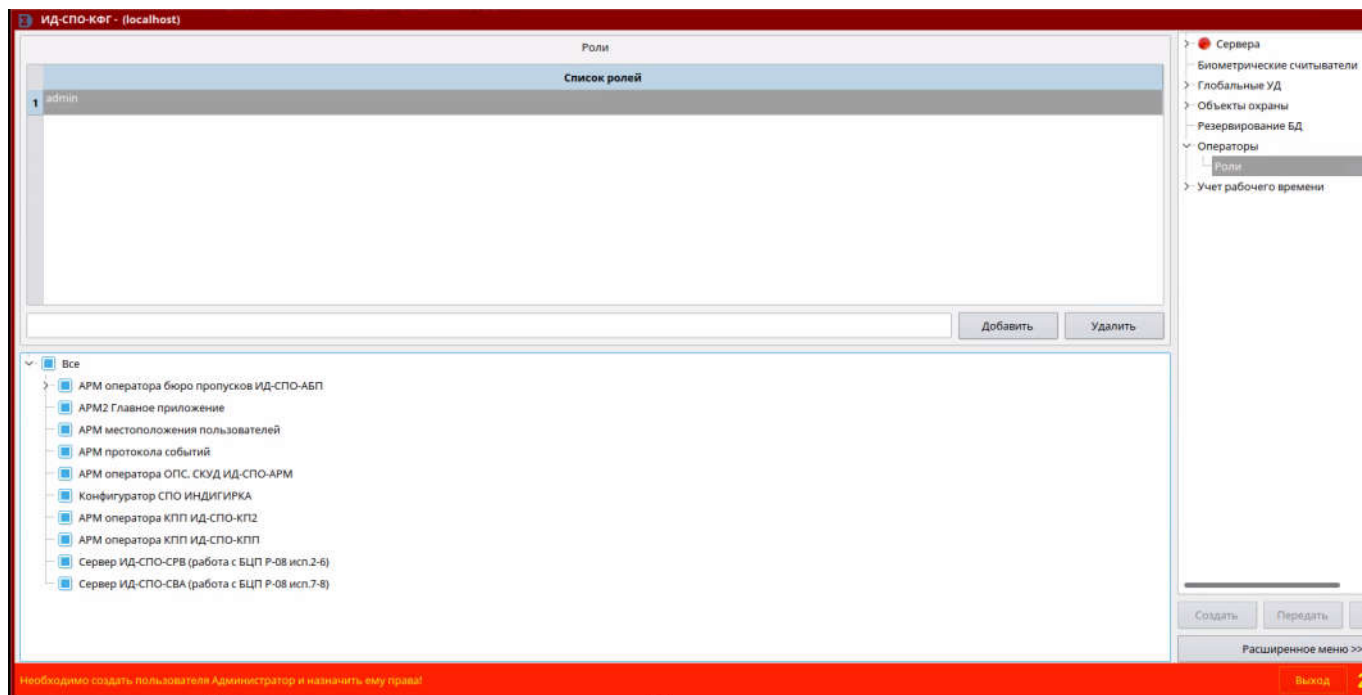 ИД-СПО-КФГ - (localhost)
Роли
Список ролей
1 admin
Добавить Удалить
Все
АРМ оператора бюро пропусков ИД-СПО-АБП
АРМ2 Главное приложение
АРМ местоположения пользователей
АРМ протокола событий
АРМ оператора ОПС. СКУД ИД-СПО-АРМ
Конфигуратор СПО ИНДИГИРКА
АРМ оператора КПП ИД-СПО-КП2
АРМ оператора КПП ИД-СПО-КПП
Сервер ИД-СПО-СРВ (работа с БЦП Р-08 исп.2-6)
Сервер ИД-СПО-СВА (работа с БЦП Р-08 исп.7-8)
Сервера
Биометрические считыватели
Глобальные УД
Объекты охраны
Резервирование БД
Операторы
Роли
Учет рабочего времени
Создать Передать
Расширенное меню >>
Необходимо создать пользователя Администратор и назначить ему права!
Выход